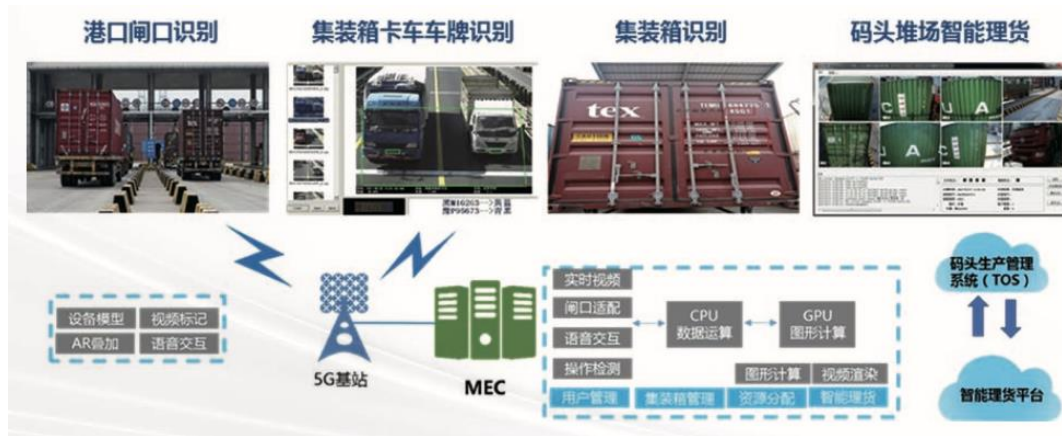 港口闸口识别
集装箱卡车车牌识别
集装箱识别
码头堆场智能理货
tex
C
U
A
U
A
实时视频
闸口适配
语音交互
操作检测
CPU
数据运算
GPU
图形计算
图形计算
视频渲染
用户管理
集装箱管理
资源分配
智能理货
设备模型
视频标记
AR叠加
语音交互
5G基站
MEC
码头生产管理
系统（TOS）
智能理货平台